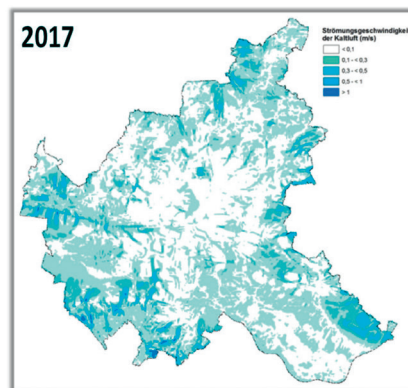 2017
Strömungsgeschwindigkei
der Kaltluft (m/s)
< 0,1
0,1 - < 0,3
0,3 - < 0,5
0,5 - < 1
> 1